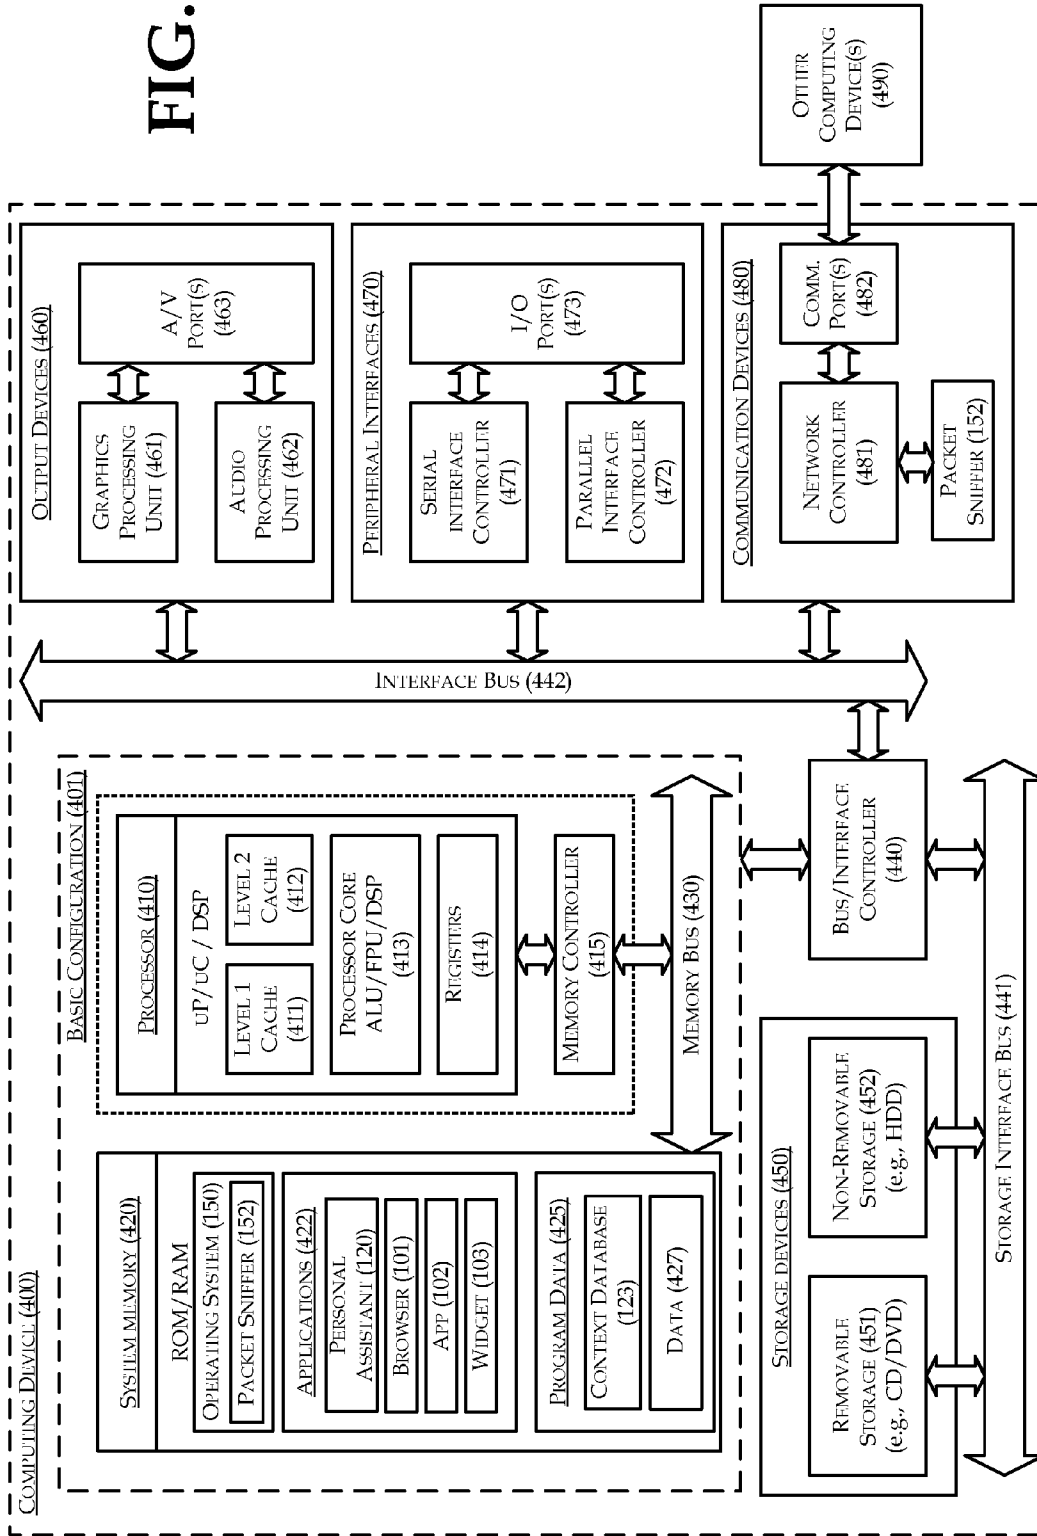 FIG.
COMPUTING DEVICE (400)
BASIC CONFIGURATION (401)
SYSTEM MEMORY (420)
ROM/RAM
OPERATING SYSTEM (150)
PACKET SNIFFER (152)
APPLICATIONS (422)
PERSONAL
ASSISTANT (120)
BROWSER (101)
APP (102)
WIDGET (103)
PROGRAM DATA (425)
CONTEXT DATABASE
(123)
DATA (427)
PROCESSOR (410)
UP/UC / DSP
LEVEL 1
CACHE
(411)
LEVEL 2
CACHE
(412)
PROCESSOR CORE
ALU/FPU/DSP
(413)
REGISTERS
(414)
MEMORY CONTROLLER
(415)
MEMORY BUS (430)
BUS/INTERFACE
CONTROLLER
(440)
STORAGE DEVICES (450)
REMOVABLE
STORAGE (451)
(e.g., CD/DVD)
NON-REMOVABLE
STORAGE (452)
(e.g., HDD)
STORAGE INTERFACE BUS (441)
INTERFACE BUS (442)
OUTPUT DEVICES (460)
GRAPHICS
PROCESSING
UNIT (461)
AUDIO
PROCESSING
UNIT (462)
A/V
PORT(S)
(463)
PERIPHERAL INTERFACES (470)
SERIAL
INTERFACE
CONTROLLER
(471)
PARALLEL
INTERFACE
CONTROLLER
(472)
I/O
PORT(S)
(473)
COMMUNICATION DEVICES (480)
NETWORK
CONTROLLER
(481)
PACKET
SNIFFER (152)
COMM.
PORT(S)
(482)
OTHER
COMPUTING
DEVICE(S)
(490)